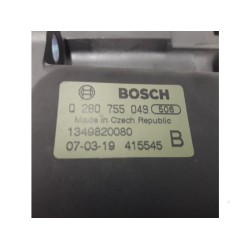 BOSCH
0 280 755 049 506
Made in Czech Republic
1349820080
07-03-19 415545 B